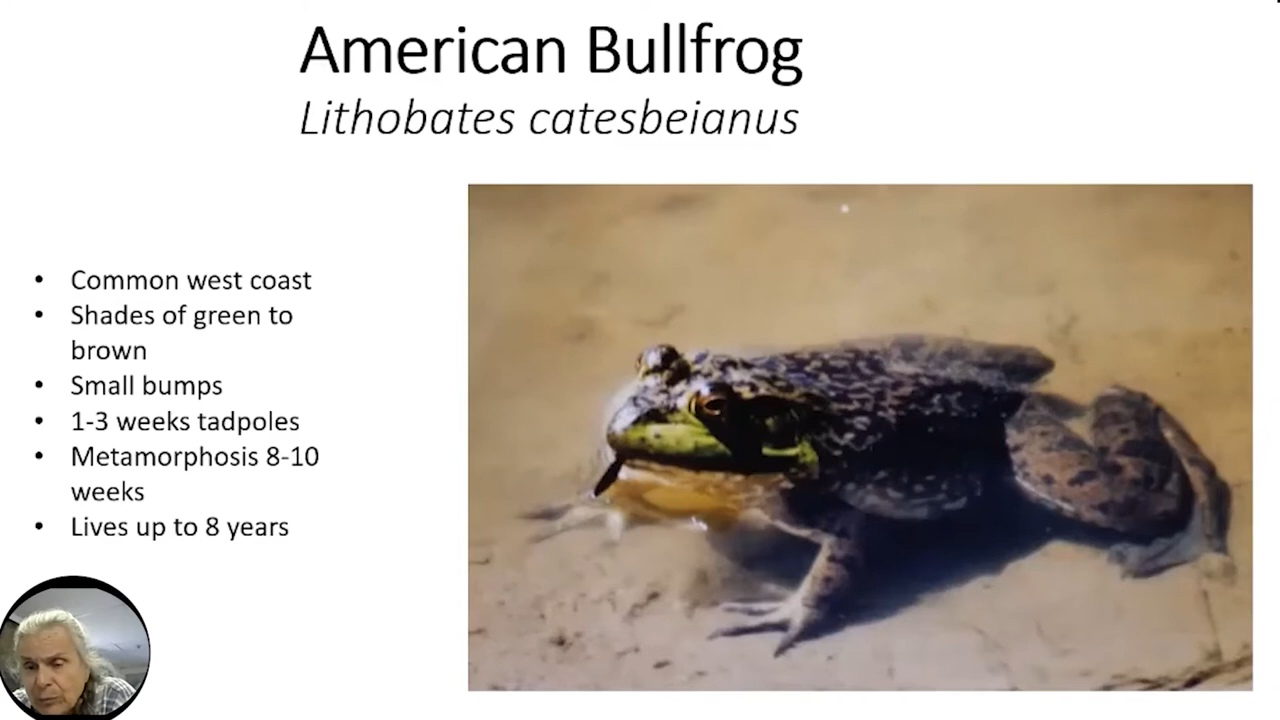 American Bullfrog
Lithobates catesbeianus
• Common west coast
• Shades of green to
brown
• Small bumps
• 1-3 weeks tadpoles
• Metamorphosis 8-10
weeks
• Lives up to 8 years